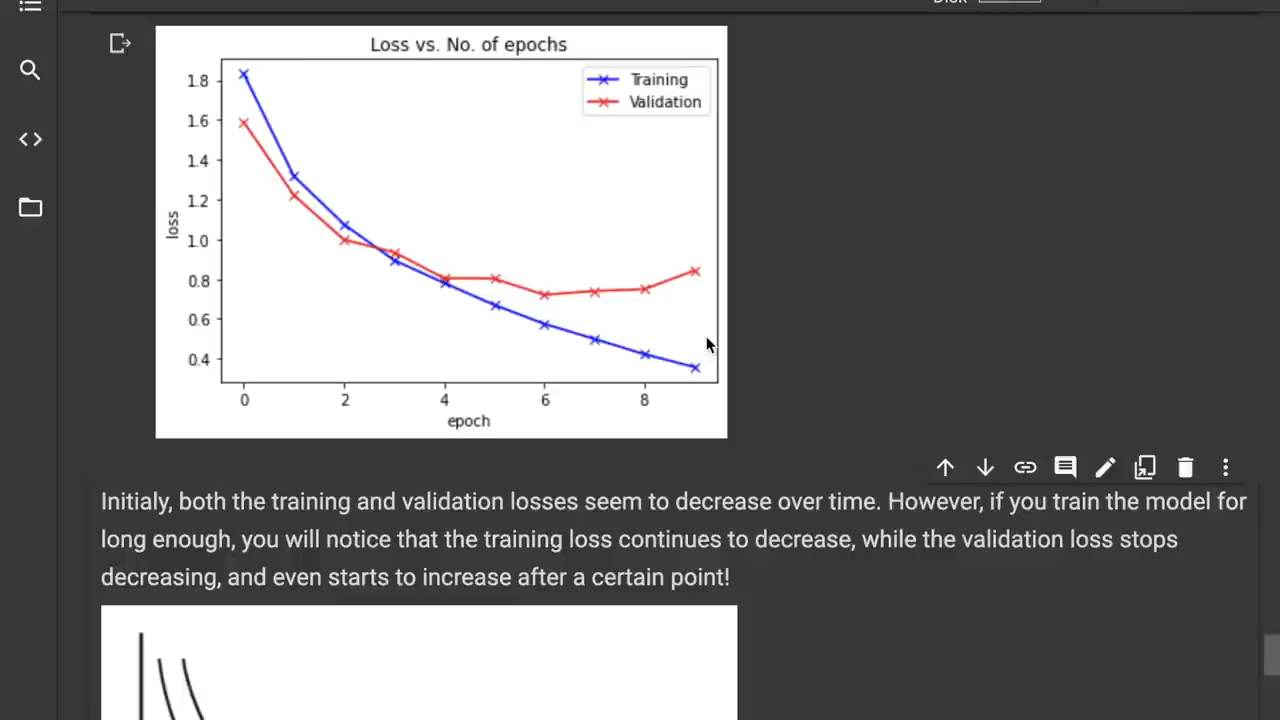 Loss vs. No. of epochs
Training
Validation
1.8
1.6
1.4
1.2
1.0
0.8
0.6
0.4
loss
0 2 4 6 8
epoch
Initialy, both the training and validation losses seem to decrease over time. However, if you train the model for
long enough, you will notice that the training loss continues to decrease, while the validation loss stops
decreasing, and even starts to increase after a certain point!